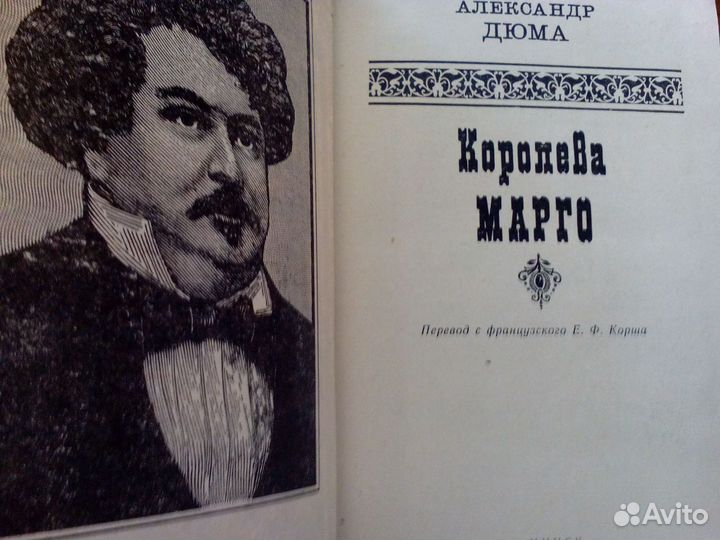 АЛЕКСАНДР
ДЮМА
Королева
МАРГО
Перевод с французского Е. Ф. Корша
Avito